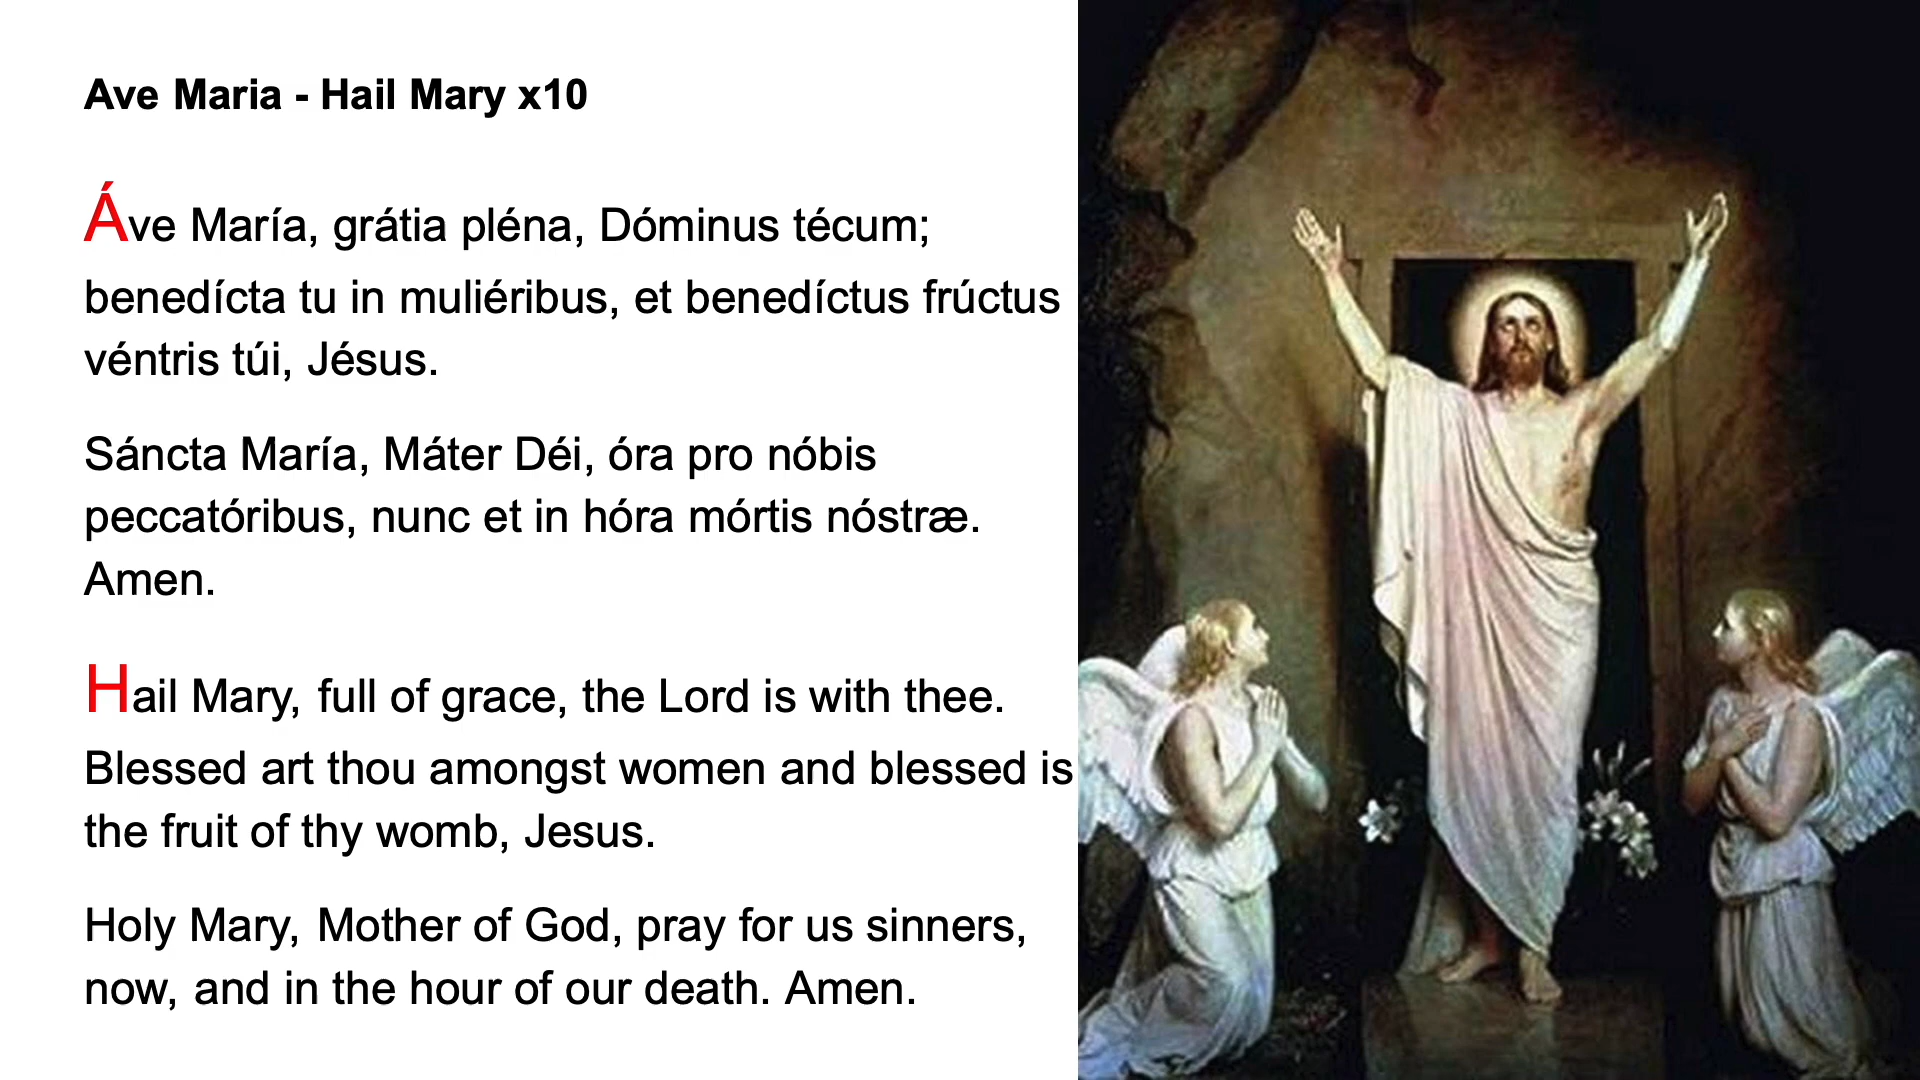 Ave Maria - Hail Mary x10
Áve María, grátia pléna, Dóminus técum;
benedícta tu in muliéribus, et benedíctus frúctus
véntris túi, Jésus.
Sáncta María, Máter Déi, óra pro nóbis
peccatóribus, nunc et in hóra mórtis nóstræ.
Amen.
Hail Mary, full of grace, the Lord is with thee.
Blessed art thou amongst women and blessed is
the fruit of thy womb, Jesus.
Holy Mary, Mother of God, pray for us sinners,
now, and in the hour of our death. Amen.